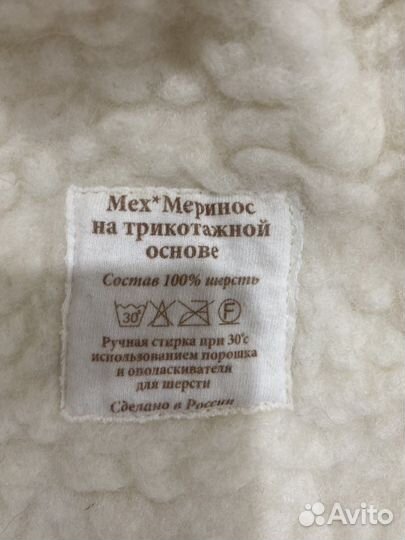 Мех*Меринос
на трикотажной
основе
Состав 100% шерсть
30° F
Ручная стирка при 30°с
использованием порошка
и ополаскивателя
для шерсти
Сделано в России
Avito